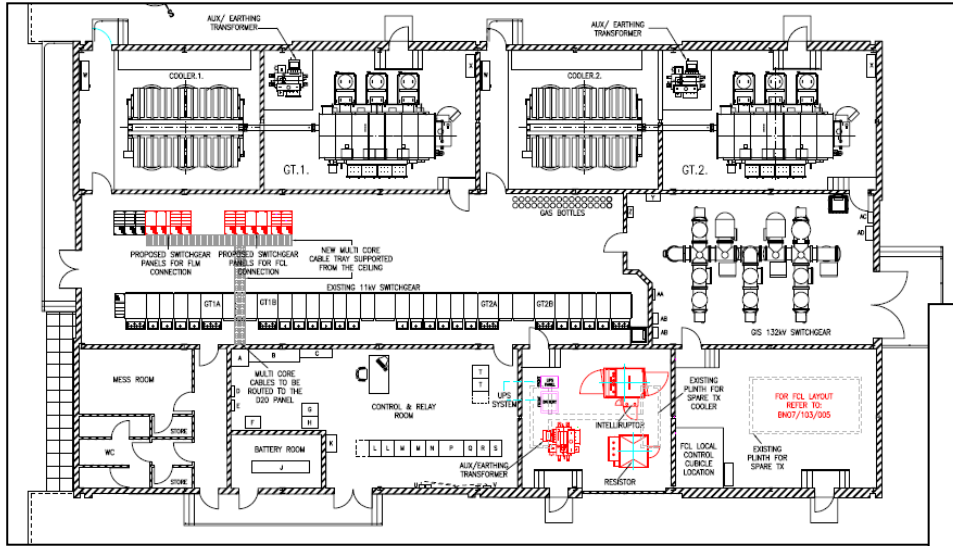 AUX/ EARTHING
TRANSFORMER
AUX/ EARTHING
TRANSFORMER
W
COOLER.1.
X
W
COOLER.2.
X
GT.1.
GT.2.
GAS BOTTLES
Y
Z
AC
AD
PROPOSED SWITCHGEAR
PANELS FOR FLM
CONNECTION
PROPOSED SWITCHGEAR
PANELS FOR FCL
CONNECTION
NEW MULTI CORE
CABLE TRAY SUPPORTED
FROM THE CEILING
EXISTING 11kV SWITCHGEAR
GT1A
GT1B
GT2A
GT2B
AA
AB
AB
GIS 132kV SWITCHGEAR
A
B
C
MESS ROOM
MULTI CORE
CABLES TO BE
ROUTED TO THE
D20 PANEL
D
E
F
G
H
CONTROL & RELAY
ROOM
T
T
UPS
SYSTEM
UPS
PANEL
INTELLIRUPTOR
EXISTING
PLINTH FOR
SPARE TX
COOLER
FOR FCL LAYOUT
REFER TO:
BN07/103/005
STORE
WC
STORE
BATTERY ROOM
J
K
L L M M N P Q R S
AUX/EARTHING
TRANSFORMER
RESISTOR
FCL LOCAL
CONTROL
CUBICLE
LOCATION
EXISTING
PLINTH FOR
SPARE TX
U
V